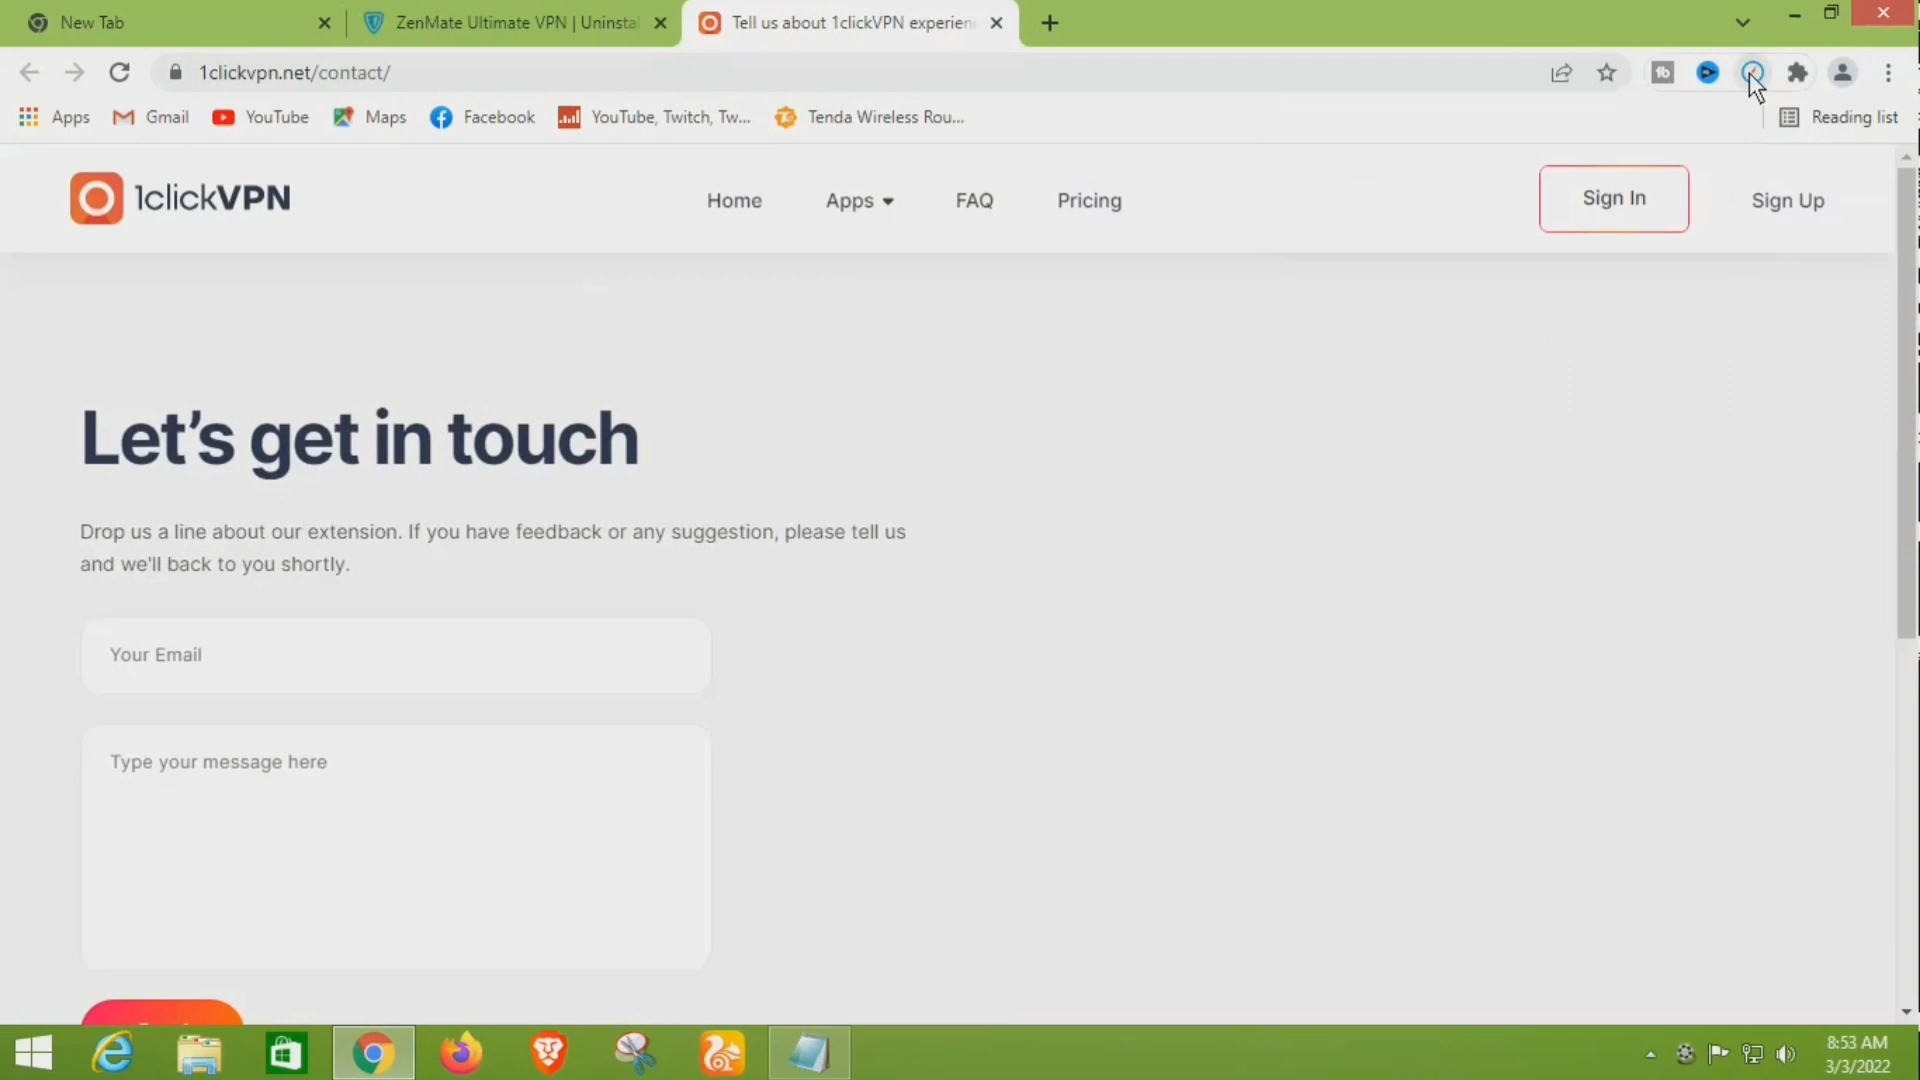 New Tab
ZenMate Ultimate VPN | Uninstal
Tell us about 1clickVPN experien
1clickvpn.net/contact/
Apps
Gmail
YouTube
Maps
Facebook
YouTube, Twitch, Tw...
Tenda Wireless Rou...
Reading list
1clickVPN
Home
Apps
FAQ
Pricing
Sign In
Sign Up
Let's get in touch
Drop us a line about our extension. If you have feedback or any suggestion, please tell us
and we'll back to you shortly.
Your Email
Type your message here
8:53 AM
3/3/2022